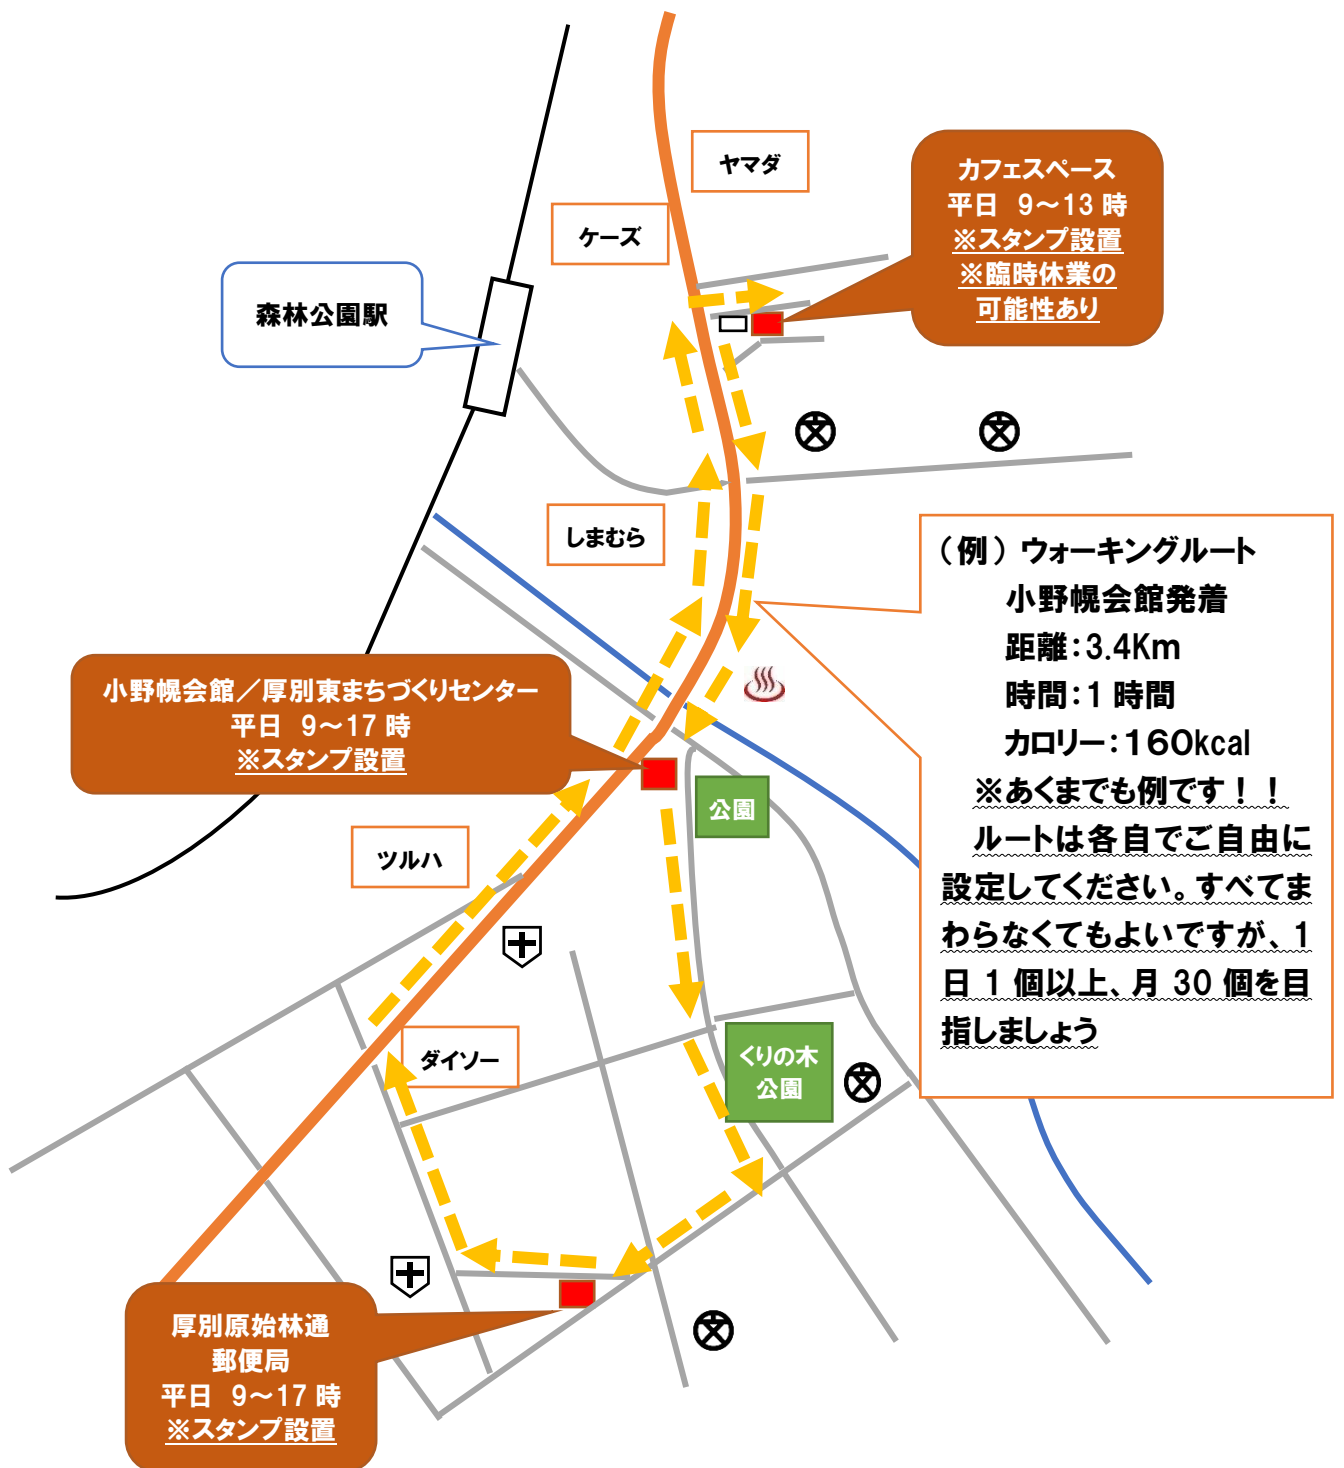 ヤマダ
カフェスペース
平日 9～13 時
※スタンプ設置
※臨時休業の
可能性あり
ケーズ
森林公園駅
しまむら
（例）ウォーキングルート
小野幌会館発着
距離：3.4Km
時間：1 時間
カロリー：160kcal
※あくまでも例です！！
ルートは各自でご自由に
設定してください。すべてま
わらなくてもよいですが、1
日 1 個以上、月 30 個を目
指しましょう
小野幌会館／厚別東まちづくりセンター
平日 9～17 時
※スタンプ設置
公園
ツルハ
ダイソー
くりの木
公園
厚別原始林通
郵便局
平日 9～17 時
※スタンプ設置